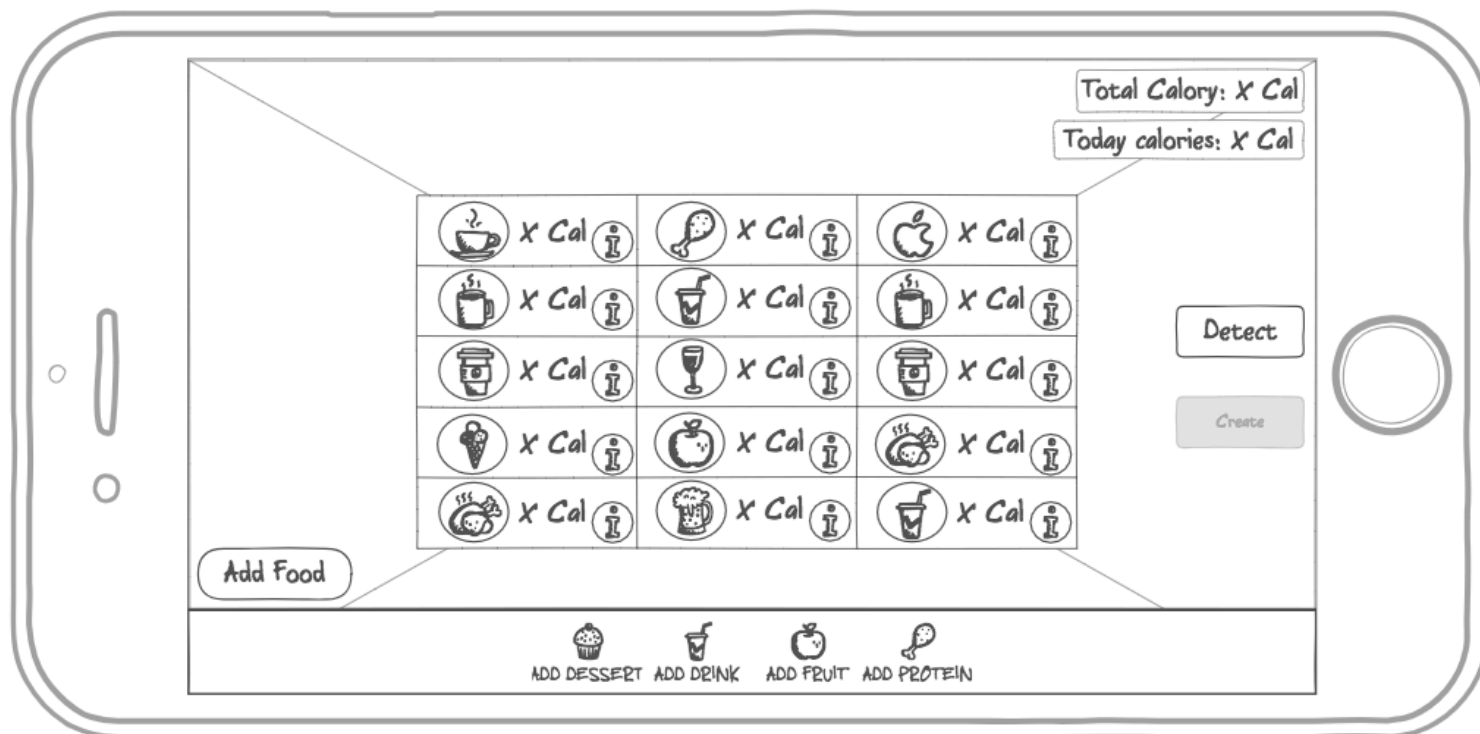 Total Calory: X Cal
Today calories: X Cal
X Cal i X Cal i X Cal i
X Cal i X Cal i X Cal i
X Cal i X Cal i X Cal i
X Cal i X Cal i X Cal i
X Cal i X Cal i X Cal i
Detect
Create
Add Food
ADD DESSERT ADD DRINK ADD FRUIT ADD PROTEIN